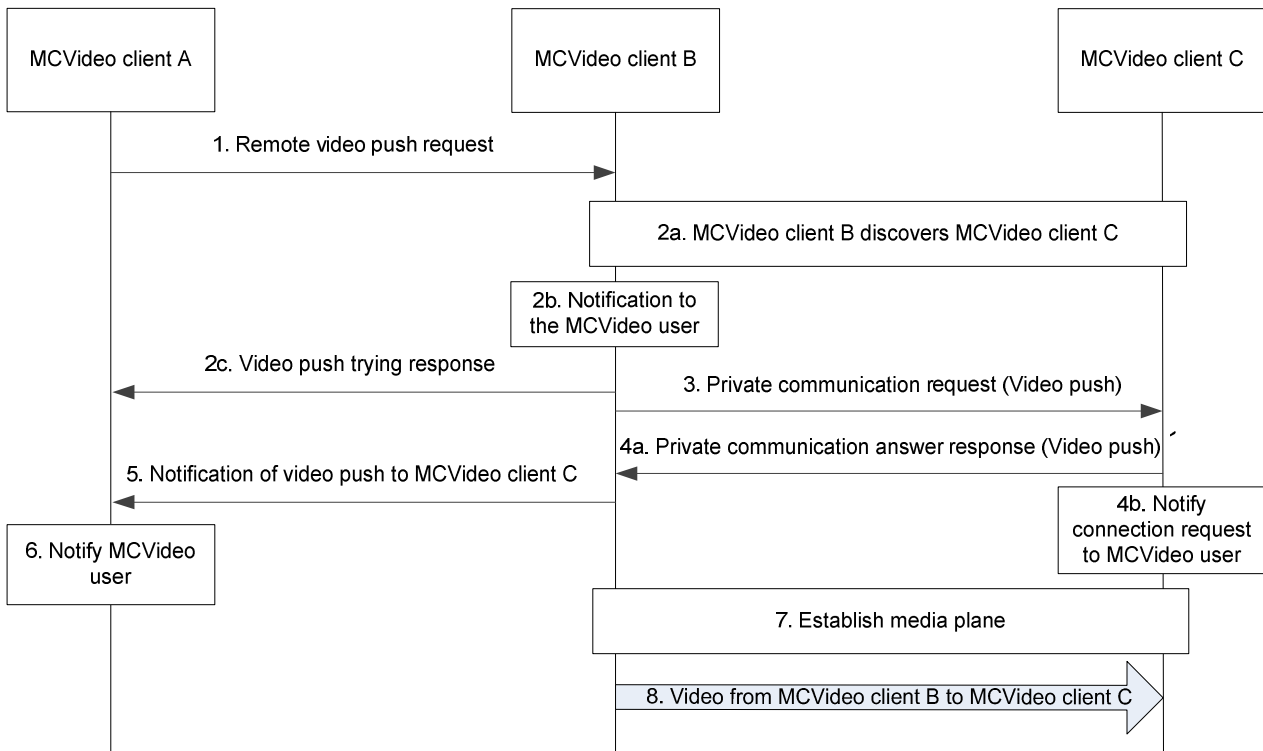 MCVideo client A
MCVideo client B
MCVideo client C
1. Remote video push request
2a. MCVideo client B discovers MCVideo client C
2b. Notification to
the MCVideo user
2c. Video push trying response
3. Private communication request (Video push)
4a. Private communication answer response (Video push)
5. Notification of video push to MCVideo client C
4b. Notify
connection request
to MCVideo user
6. Notify MCVideo
user
7. Establish media plane
8. Video from MCVideo client B to MCVideo client C